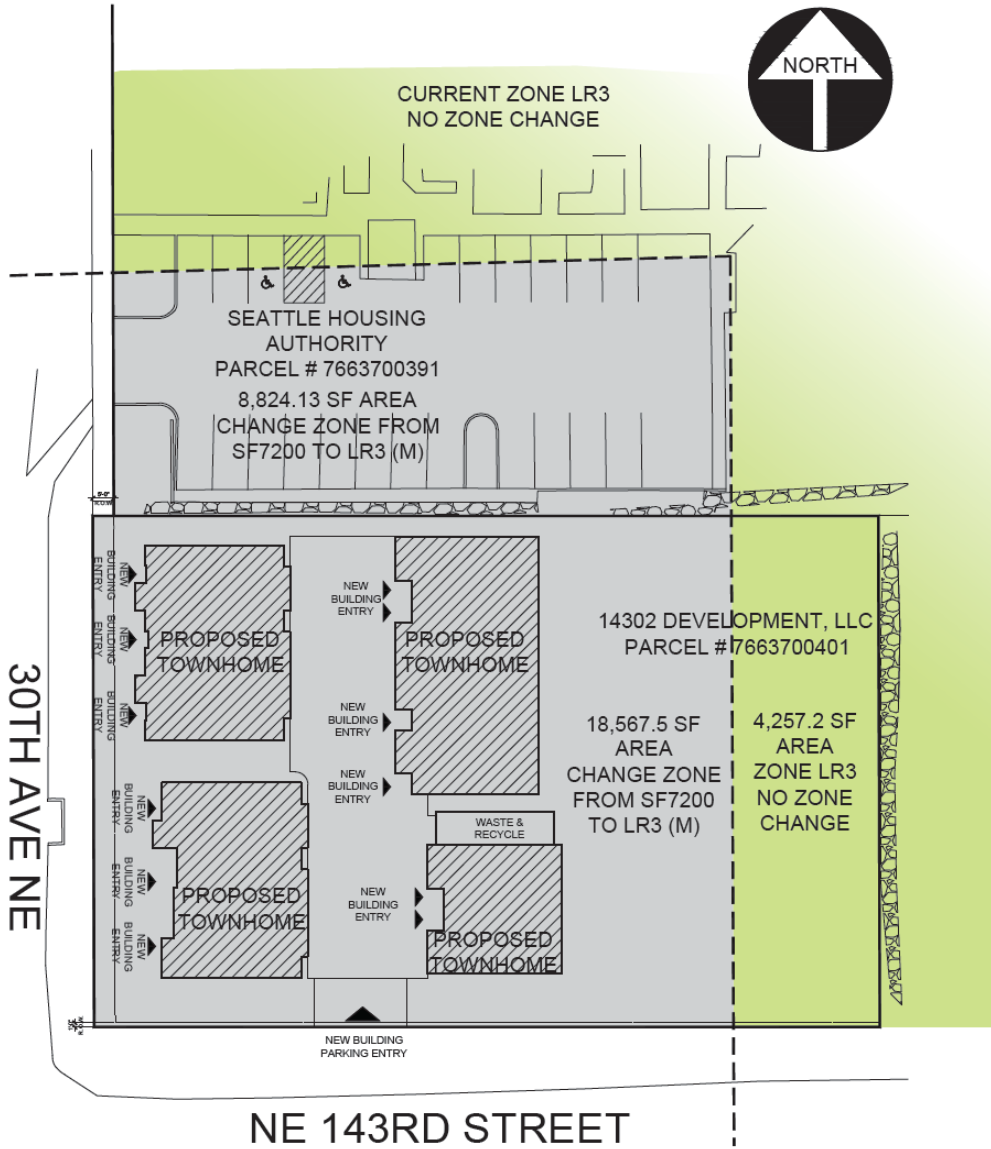 NORTH
CURRENT ZONE LR3
NO ZONE CHANGE
SEATTLE HOUSING
AUTHORITY
PARCEL # 7663700391
8,824.13 SF AREA
CHANGE ZONE FROM
SF7200 TO LR3 (M)
R.O.W
NEW
BUILDING
ENTRY
NEW
BUILDING
ENTRY
NEW
BUILDING
ENTRY
PROPOSED
TOWNHOME
NEW
BUILDING
ENTRY
NEW
BUILDING
ENTRY
NEW
BUILDING
ENTRY
PROPOSED
TOWNHOME
14302 DEVELOPMENT, LLC
PARCEL # 7663700401
18,567.5 SF
AREA
CHANGE ZONE
FROM SF7200
TO LR3 (M)
4,257.2 SF
AREA
ZONE LR3
NO ZONE
CHANGE
30TH AVE NE
NEW
BUILDING
ENTRY
NEW
BUILDING
ENTRY
NEW
BUILDING
ENTRY
PROPOSED
TOWNHOME
WASTE &
RECYCLE
NEW
BUILDING
ENTRY
PROPOSED
TOWNHOME
NEW BUILDING
PARKING ENTRY
NE 143RD STREET